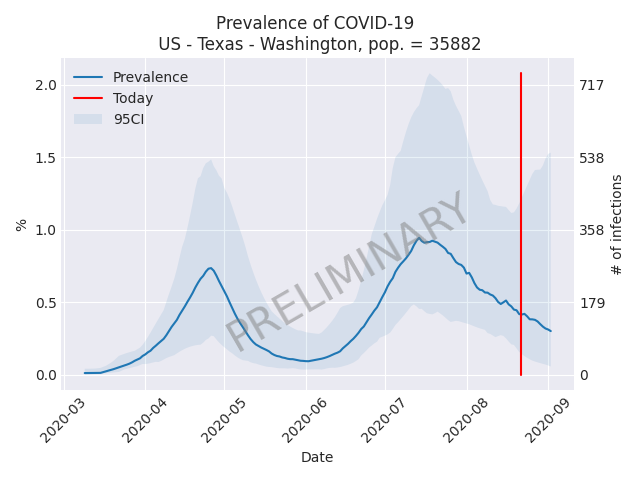 Prevalence of COVID-19
US - Texas - Washington, pop. = 35882
Prevalence
Today
95CI
PRELIMINARY
2.0
1.5
1.0
0.5
0.0
%
717
538
358
179
0
# of infections
2020-03
2020-04
2020-05
2020-06
2020-07
2020-08
2020-09
Date